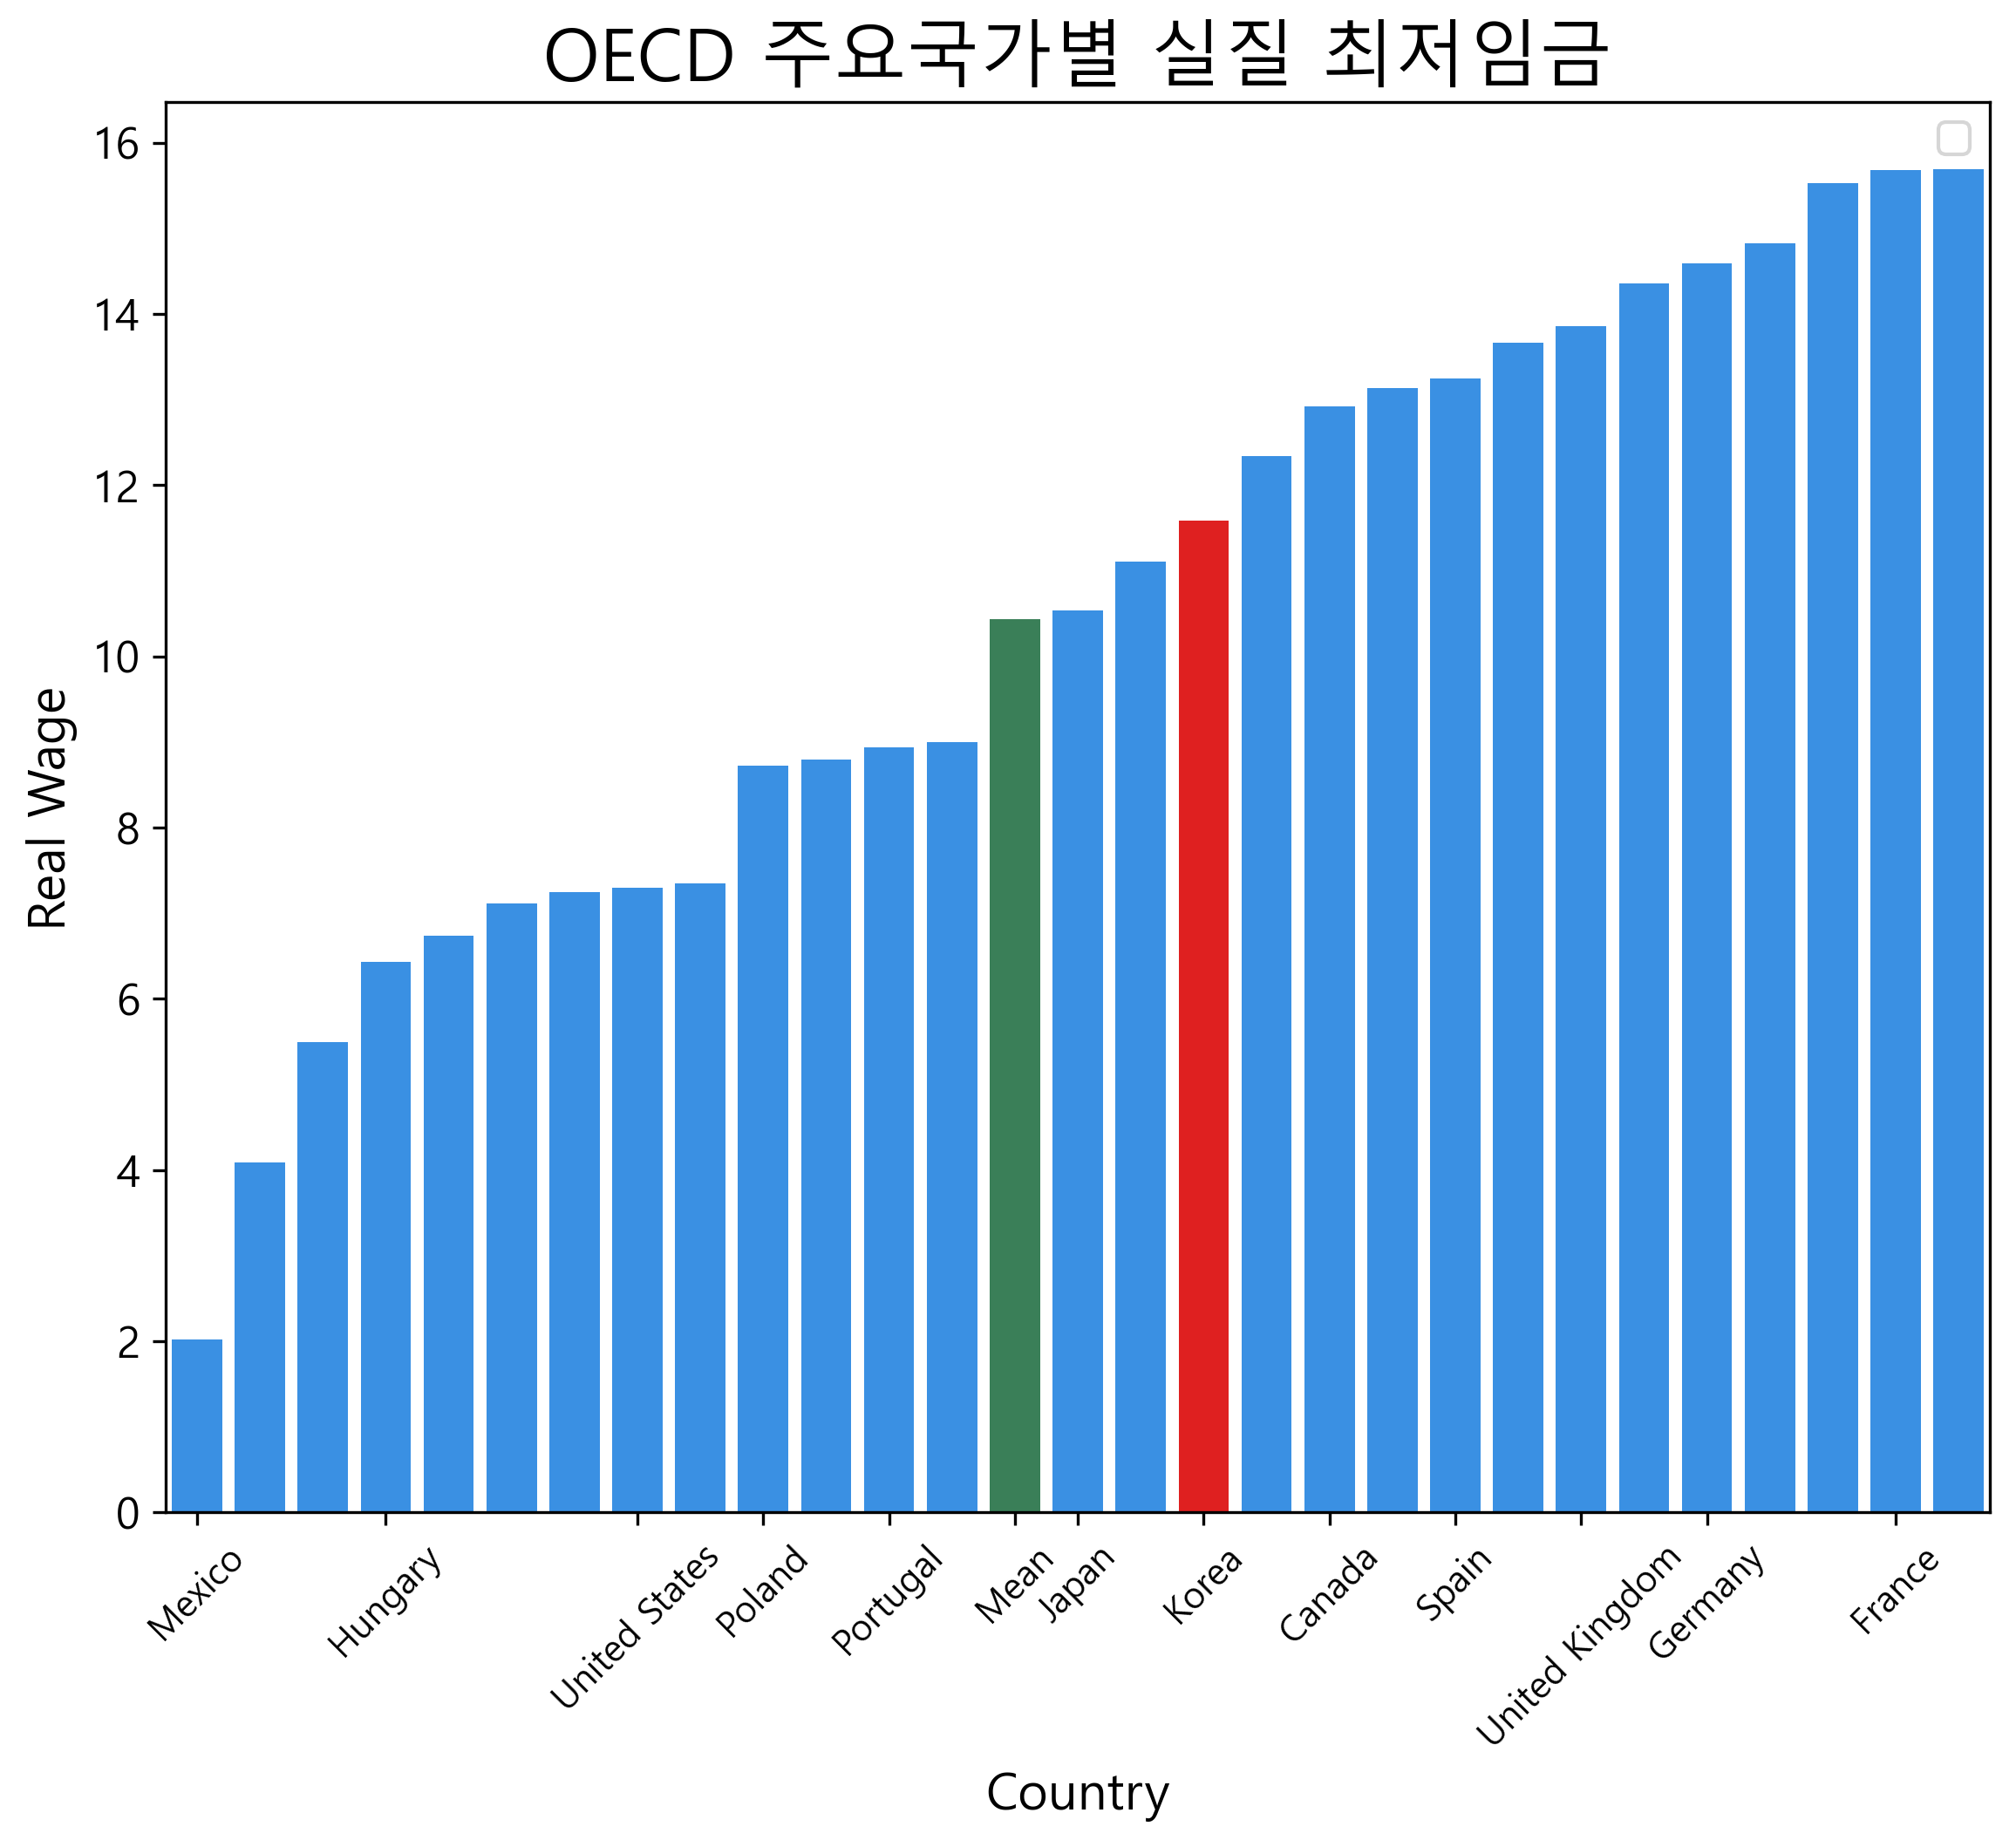 OECD 주요국가별 실질 최저임금
Real Wage
16
14
12
10
8
6
4
2
0
Mexico
Hungary
United States
Poland
Portugal
Mean
Japan
Korea
Canada
Spain
United Kingdom
Germany
France
Country